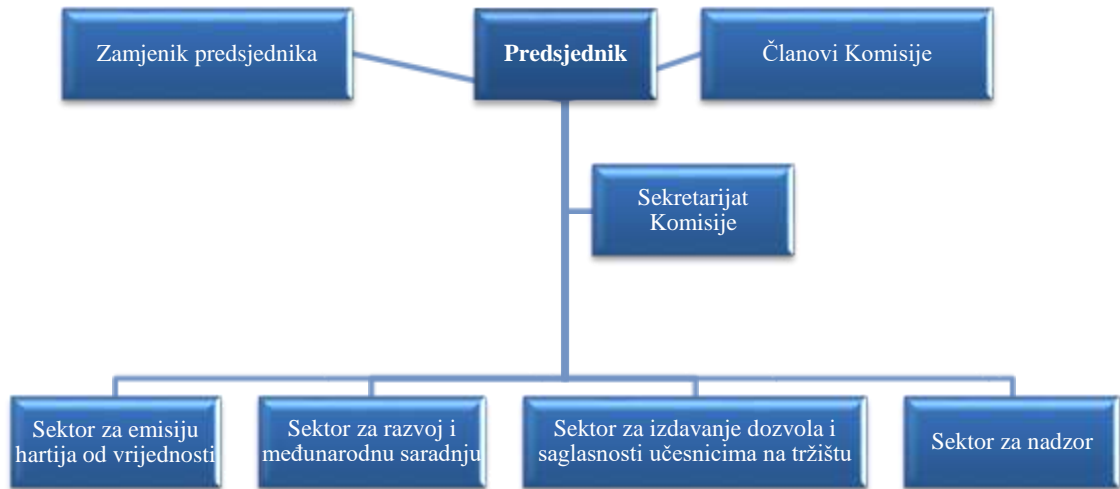 Zamjenik predsjednika
Predsjednik
Članovi Komisije
Sekretarijat
Komisije
Sektor za emisiju
hartija od vrijednosti
Sektor za razvoj i
međunarodnu saradnju
Sektor za izdavanje dozvola i
saglasnosti učesnicima na tržištu
Sektor za nadzor